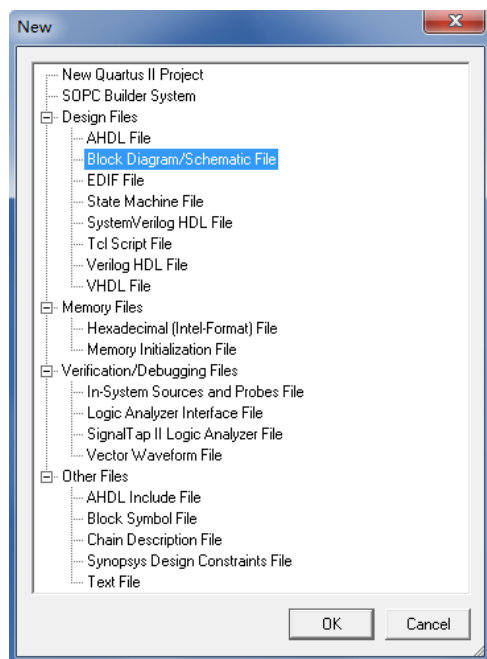 New
New Quartus II Project
SOPC Builder System
Design Files
AHDL File
Block Diagram/Schematic File
EDIF File
State Machine File
SystemVerilog HDL File
Tcl Script File
Verilog HDL File
VHDL File
Memory Files
Hexadecimal (Intel-Format) File
Memory Initialization File
Verification/Debugging Files
In-System Sources and Probes File
Logic Analyzer Interface File
SignalTap II Logic Analyzer File
Vector Waveform File
Other Files
AHDL Include File
Block Symbol File
Chain Description File
Synopsys Design Constraints File
Text File
OK Cancel